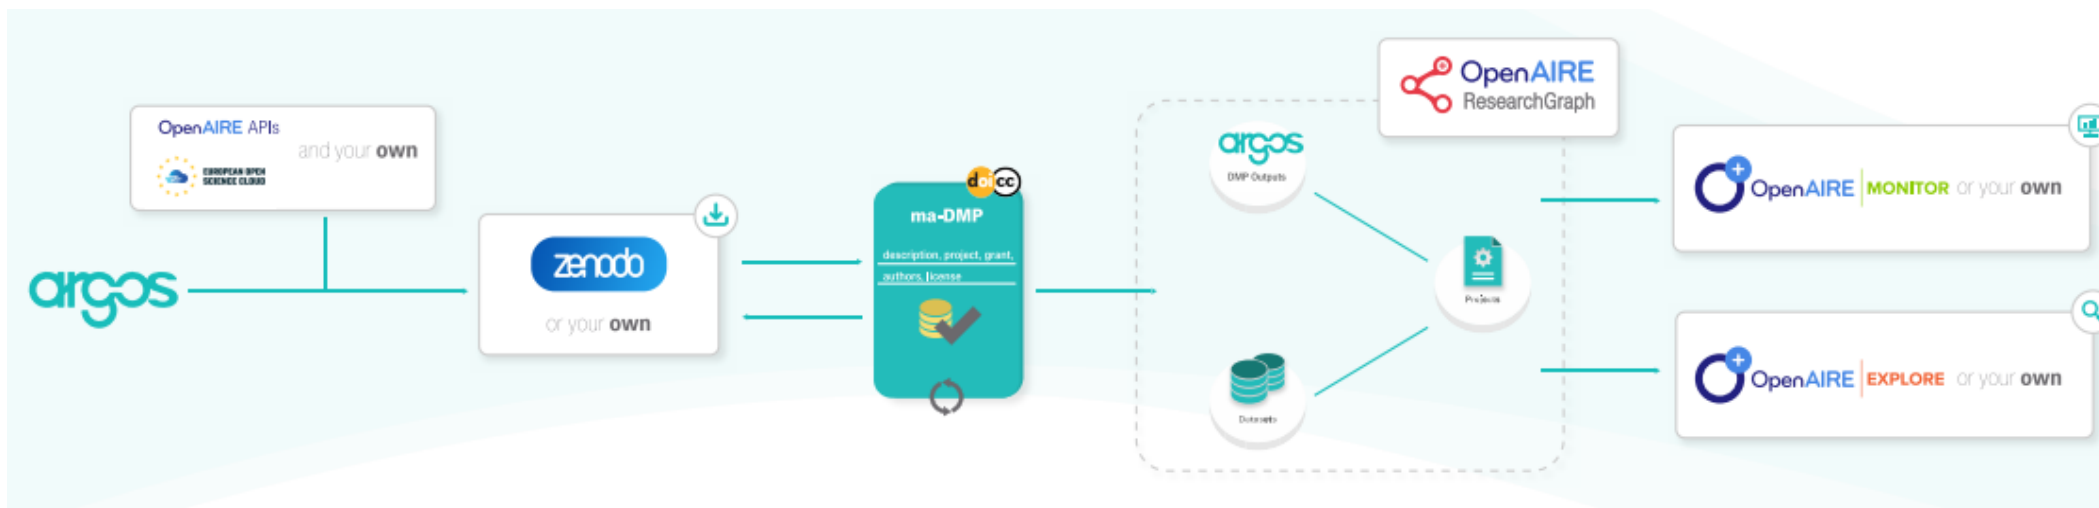 argos
OpenAIRE APIs
and your own
EUROPEAN OPEN
SCIENCE CLOUD
zenodo
or your own
doi cc
ma-DMP
description, project, grant,
authors, license
OpenAIRE
ResearchGraph
argos
DMP Outputs
Projects
Datasets
OpenAIRE MONITOR or your own
OpenAIRE EXPLORE or your own